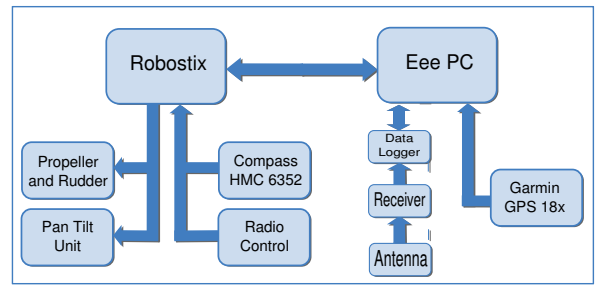 Robostix
Eee PC
Propeller
and Rudder
Pan Tilt
Unit
Compass
HMC 6352
Radio
Control
Data
Logger
Receiver
Antenna
Garmin
GPS 18x